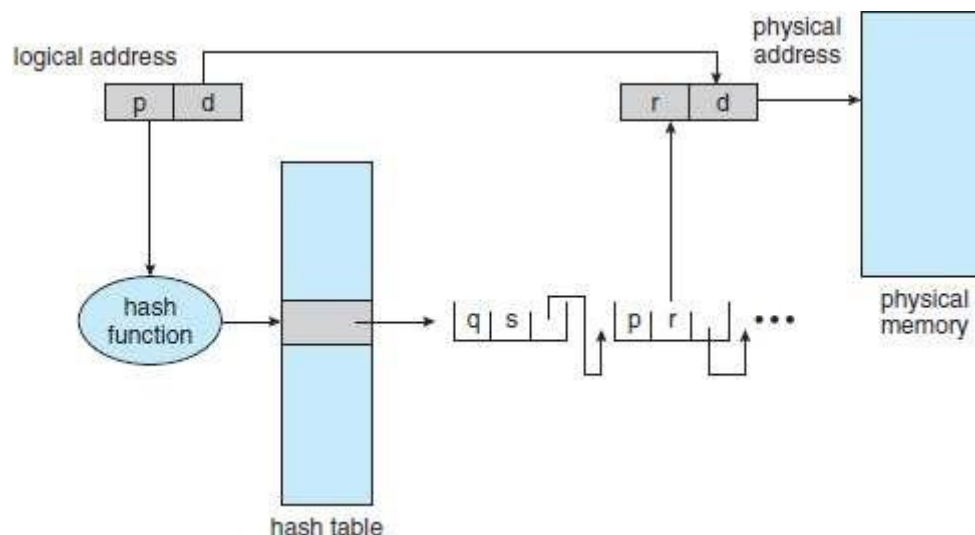 logical address
physical
address
p d
r d
hash
function
q s
p r
•••
physical
memory
hash table